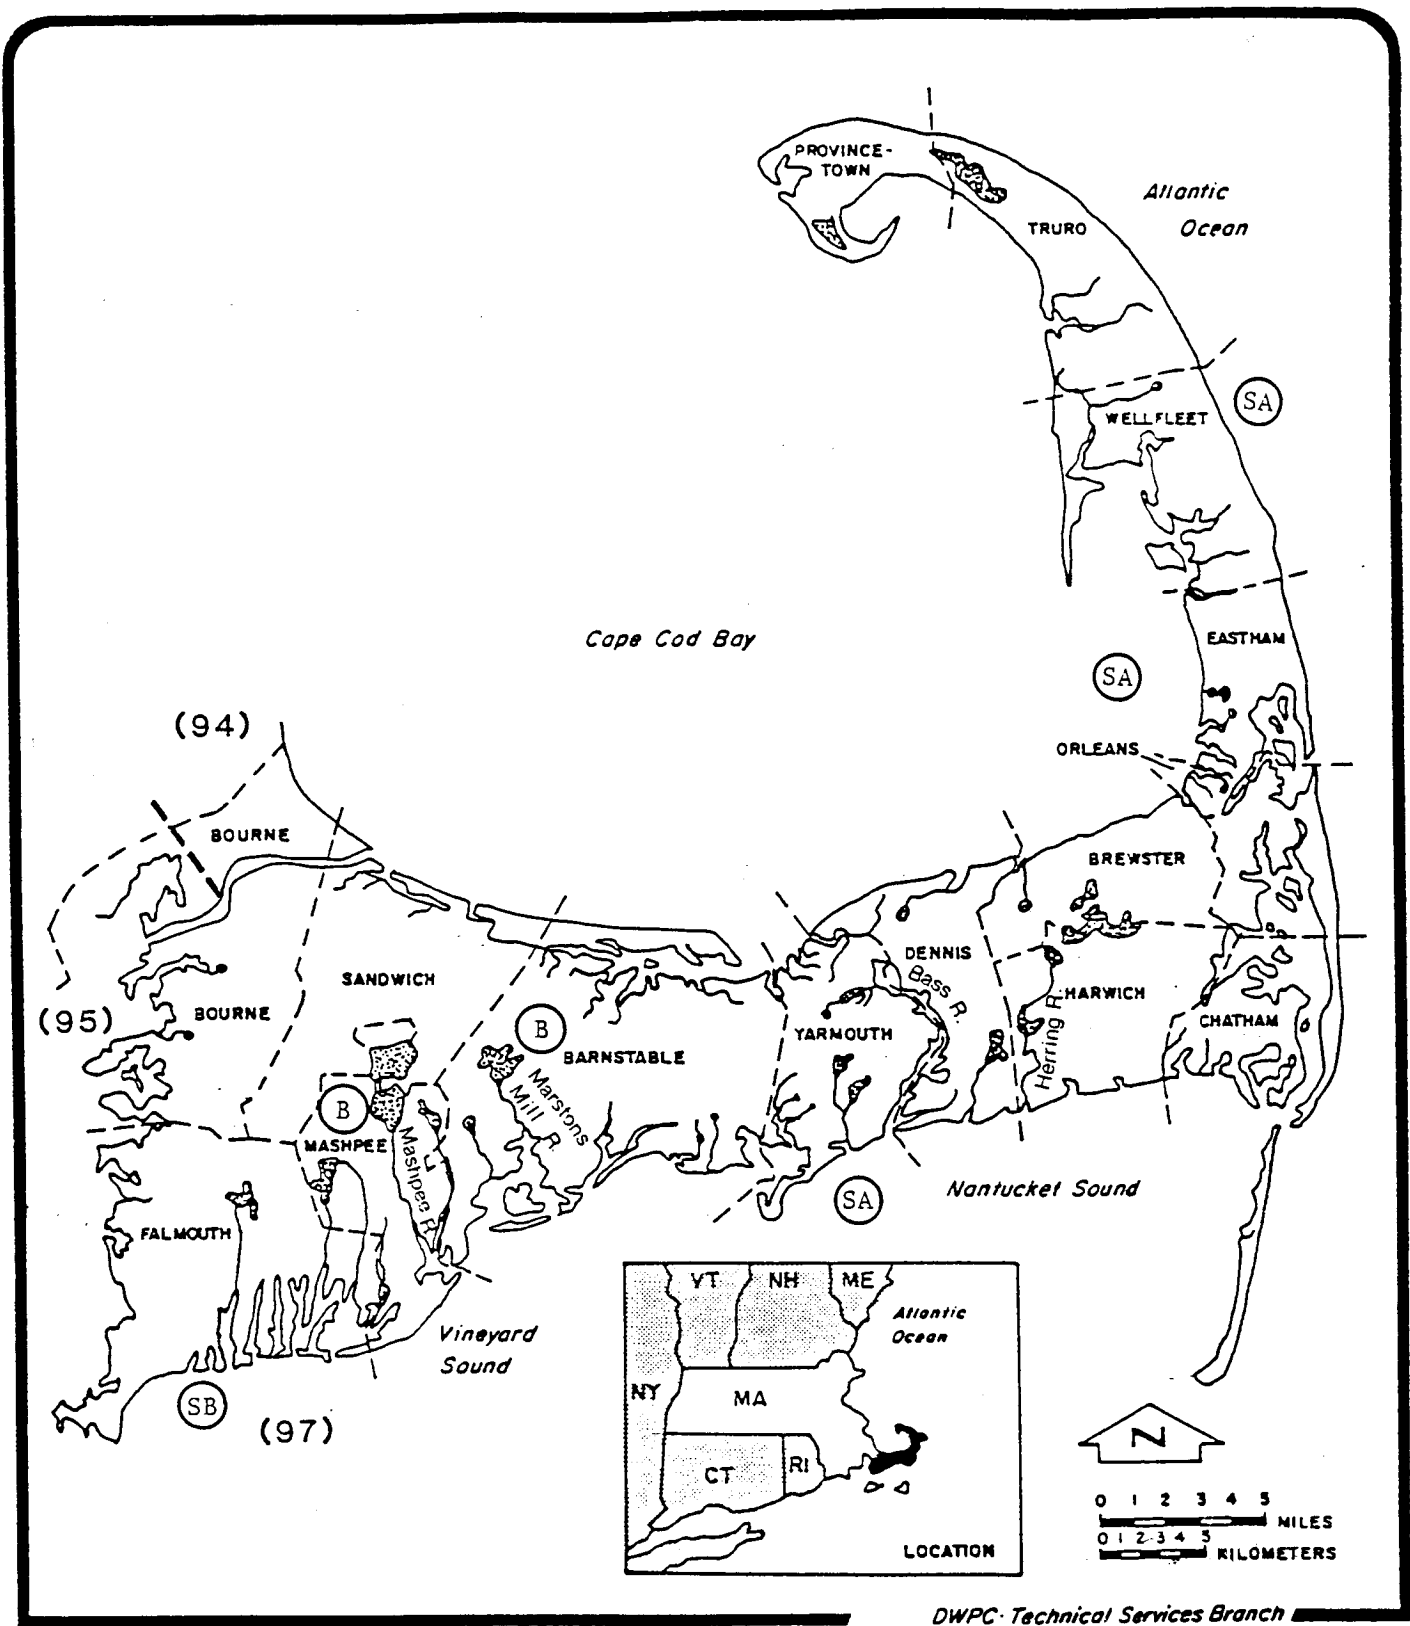 PROVINCE-
TOWN
Atlantic
Ocean
TRURO
SA
WELLFLEET
Cape Cod Bay
EASTHAM
SA
(94)
ORLEANS
BOURNE
BREWSTER
SANDWICH
DENNIS
Bass R.
HARWICH
Herring R.
(95)
BOURNE
B
BARNSTABLE
YARMOUTH
CHATHAM
Marstons
Mill R.
B
MASHPEE
Mashpee R.
SA
Nantucket Sound
FALMOUTH
Vineyard
Sound
SB
(97)
VT
NH
ME
Atlantic
Ocean
NY
MA
CT
RI
LOCATION
N
0 1 2 3 4 5
MILES
0 1 2 3 4 5
KILOMETERS
DWPC·Technical Services Branch